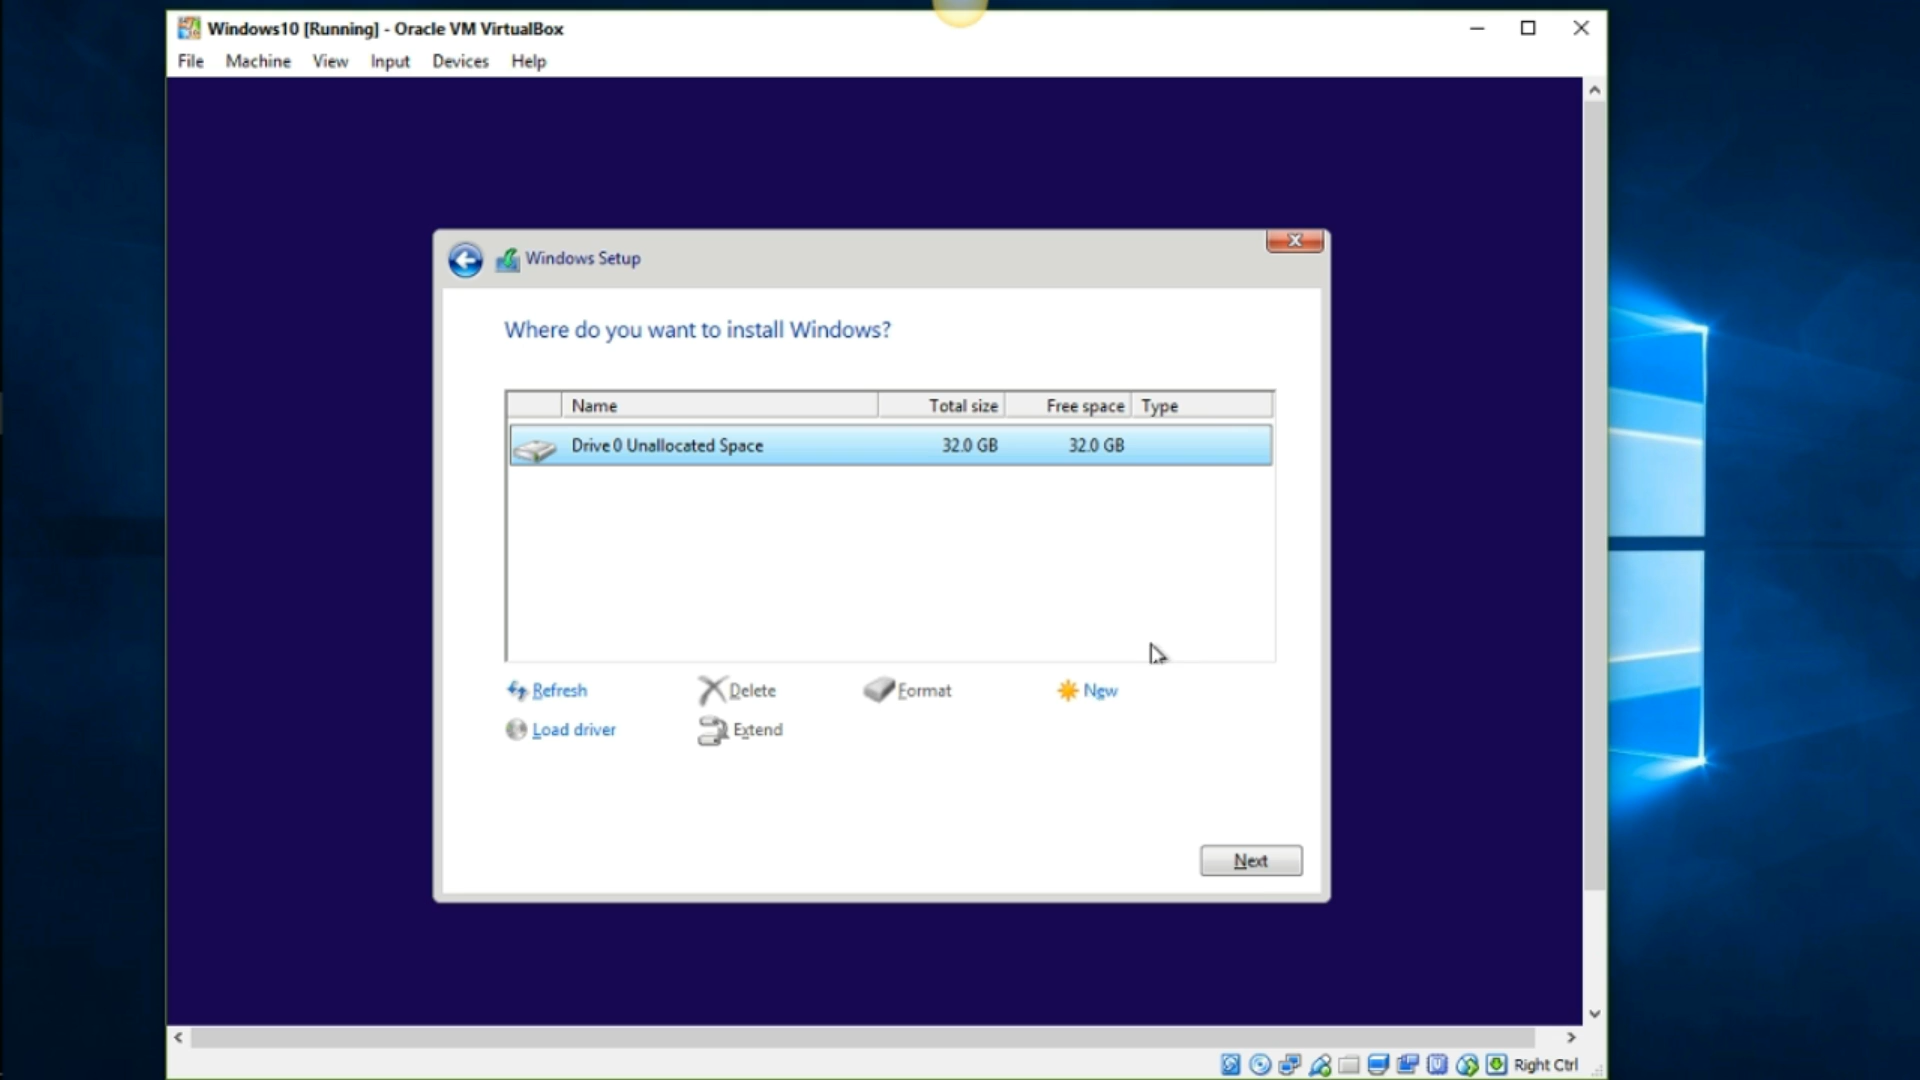 Windows10 [Running] - Oracle VM VirtualBox
File Machine View Input Devices Help
Windows Setup
Where do you want to install Windows?
Name Total size Free space Type
Drive 0 Unallocated Space 32.0 GB 32.0 GB
Refresh Delete Format New
Load driver Extend
Next
Right Ctrl